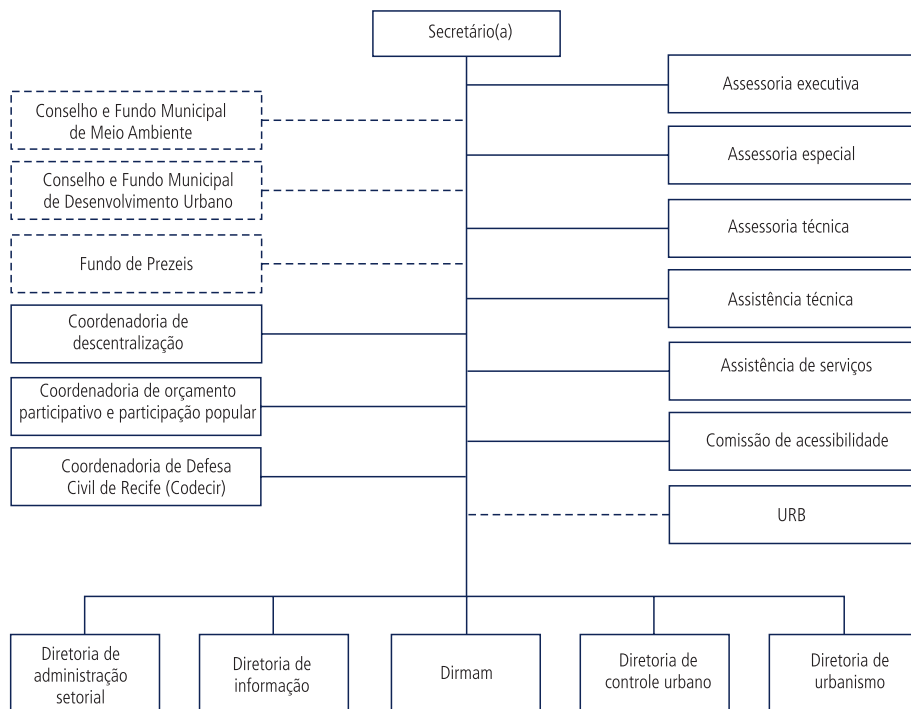 Secretário(a)
Conselho e Fundo Municipal
de Meio Ambiente
Conselho e Fundo Municipal
de Desenvolvimento Urbano
Fundo de Prezeis
Coordenadoria de
descentralização
Coordenadoria de orçamento
participativo e participação popular
Coordenadoria de Defesa
Civil de Recife (Codecir)
Assessoria executiva
Assessoria especial
Assessoria técnica
Assistência técnica
Assistência de serviços
Comissão de acessibilidade
URB
Diretoria de
administração
setorial
Diretoria de
informação
Dirmam
Diretoria de
controle urbano
Diretoria de
urbanismo